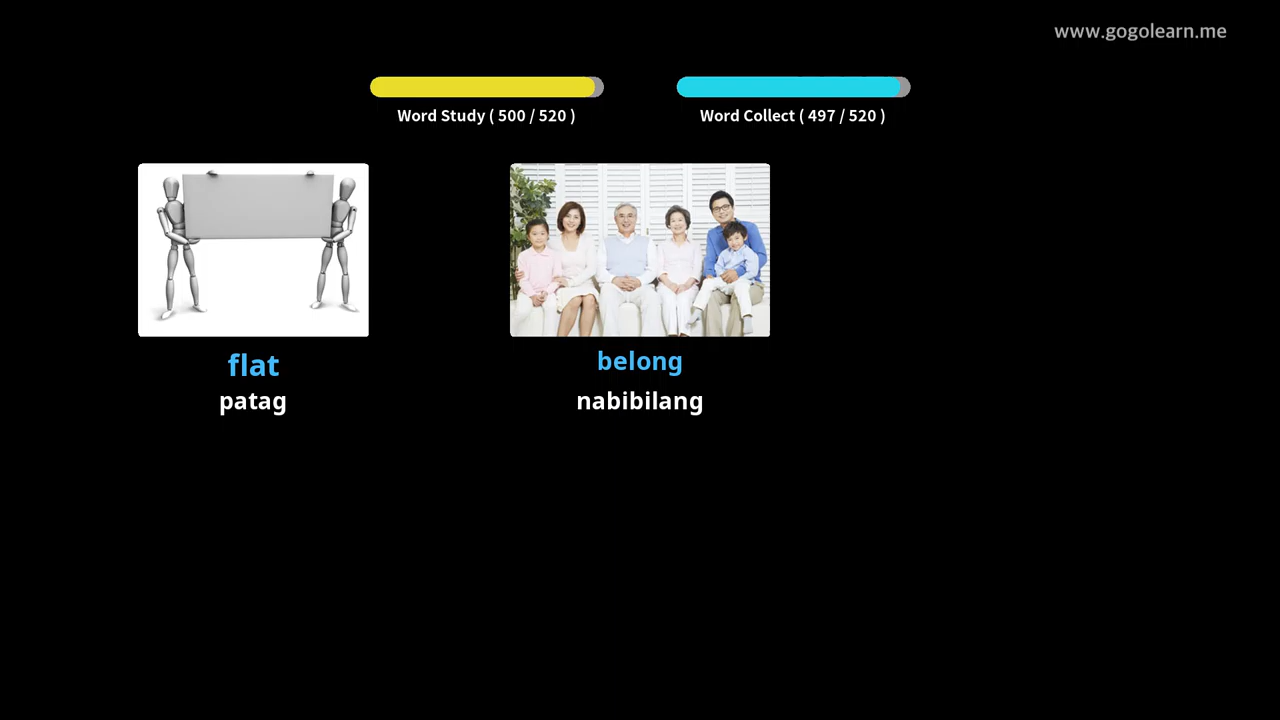 www.gogolearn.me
Word Study ( 500 / 520 )
Word Collect ( 497 / 520 )
flat
patag
belong
nabibilang